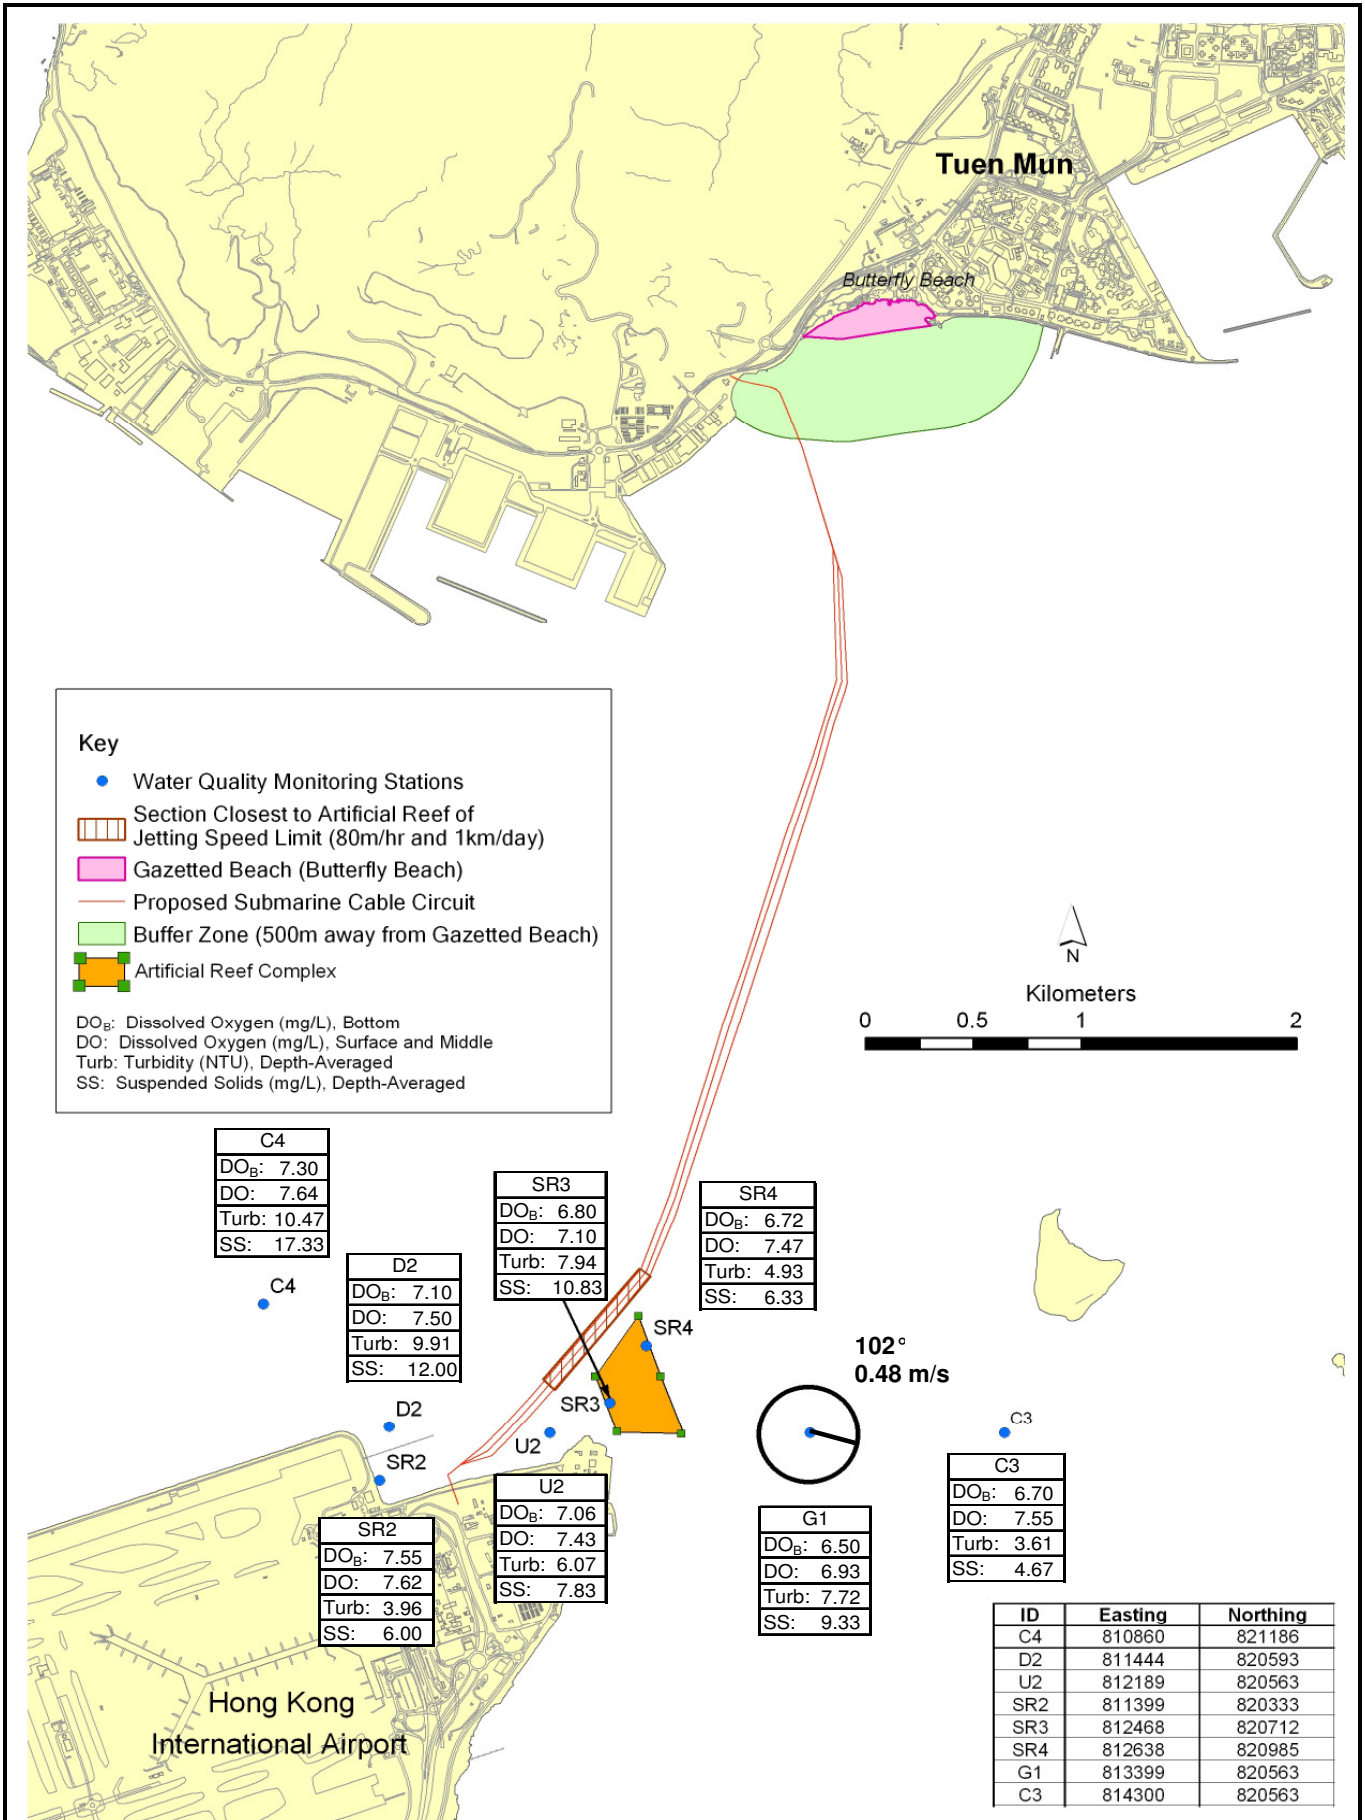 Tuen Mun
Butterfly Beach
Key
Water Quality Monitoring Stations
Section Closest to Artificial Reef of
Jetting Speed Limit (80m/hr and 1km/day)
Gazetted Beach (Butterfly Beach)
Proposed Submarine Cable Circuit
Buffer Zone (500m away from Gazetted Beach)
Artificial Reef Complex
DOB: Dissolved Oxygen (mg/L), Bottom
DO: Dissolved Oxygen (mg/L), Surface and Middle
Turb: Turbidity (NTU), Depth-Averaged
SS: Suspended Solids (mg/L), Depth-Averaged
N
Kilometers
0 0.5 1 2
C4
DOB: 7.30
DO: 7.64
Turb: 10.47
SS: 17.33
C4
D2
DOB: 7.10
DO: 7.50
Turb: 9.91
SS: 12.00
D2
SR3
DOB: 6.80
DO: 7.10
Turb: 7.94
SS: 10.83
SR3
SR4
DOB: 6.72
DO: 7.47
Turb: 4.93
SS: 6.33
SR4
102°
0.48 m/s
C3
C3
DOB: 6.70
DO: 7.55
Turb: 3.61
SS: 4.67
U2
U2
DOB: 7.06
DO: 7.43
Turb: 6.07
SS: 7.83
SR2
SR2
DOB: 7.55
DO: 7.62
Turb: 3.96
SS: 6.00
G1
DOB: 6.50
DO: 6.93
Turb: 7.72
SS: 9.33
Hong Kong
International Airport
ID Easting Northing
C4 810860 821186
D2 811444 820593
U2 812189 820563
SR2 811399 820333
SR3 812468 820712
SR4 812638 820985
G1 813399 820563
C3 814300 820563